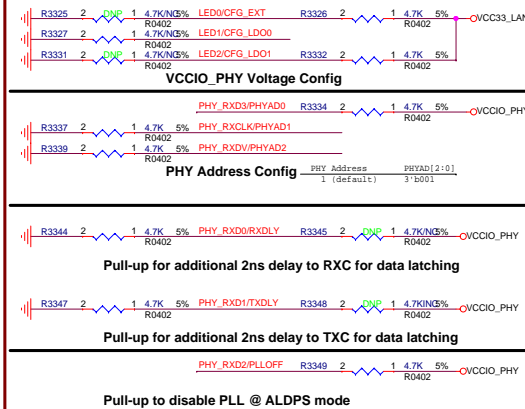 R3325 2 DNP 1 4.7K/NC 5% LED0/CFG_EXT R3326 2 1 4.7K 5% VCC33_LAN
R0402 R0402
R3327 2 1 4.7K/NC 5% LED1/CFG_LDO0
R0402
R3331 2 DNP 1 4.7K/NC 5% LED2/CFG_LDO1 R3332 2 1 4.7K 5%
R0402 R0402
VCCIO_PHY Voltage Config
PHY_RXD3/PHYAD0 R3334 2 1 4.7K 5% VCCIO_PHY
R0402
R3337 2 1 4.7K 5% PHY_RXCLK/PHYAD1
R0402
R3339 2 1 4.7K 5% PHY_RXDV/PHYAD2
R0402
PHY Address Config PHY Address PHYAD[2:0]
1 (default) 3'b001
R3344 2 1 4.7K 5% PHY_RXD0/RXDLY R3345 2 DNP 1 4.7K/NC 5% VCCIO_PHY
R0402 R0402
Pull-up for additional 2ns delay to RXC for data latching
R3347 2 1 4.7K 5% PHY_RXD1/TXDLY R3348 2 DNP 1 4.7KINC 5% VCCIO_PHY
R0402 R0402
Pull-up for additional 2ns delay to TXC for data latching
PHY_RXD2/PLLOFF R3349 2 1 4.7K 5% VCCIO_PHY
R0402
Pull-up to disable PLL @ ALDPS mode